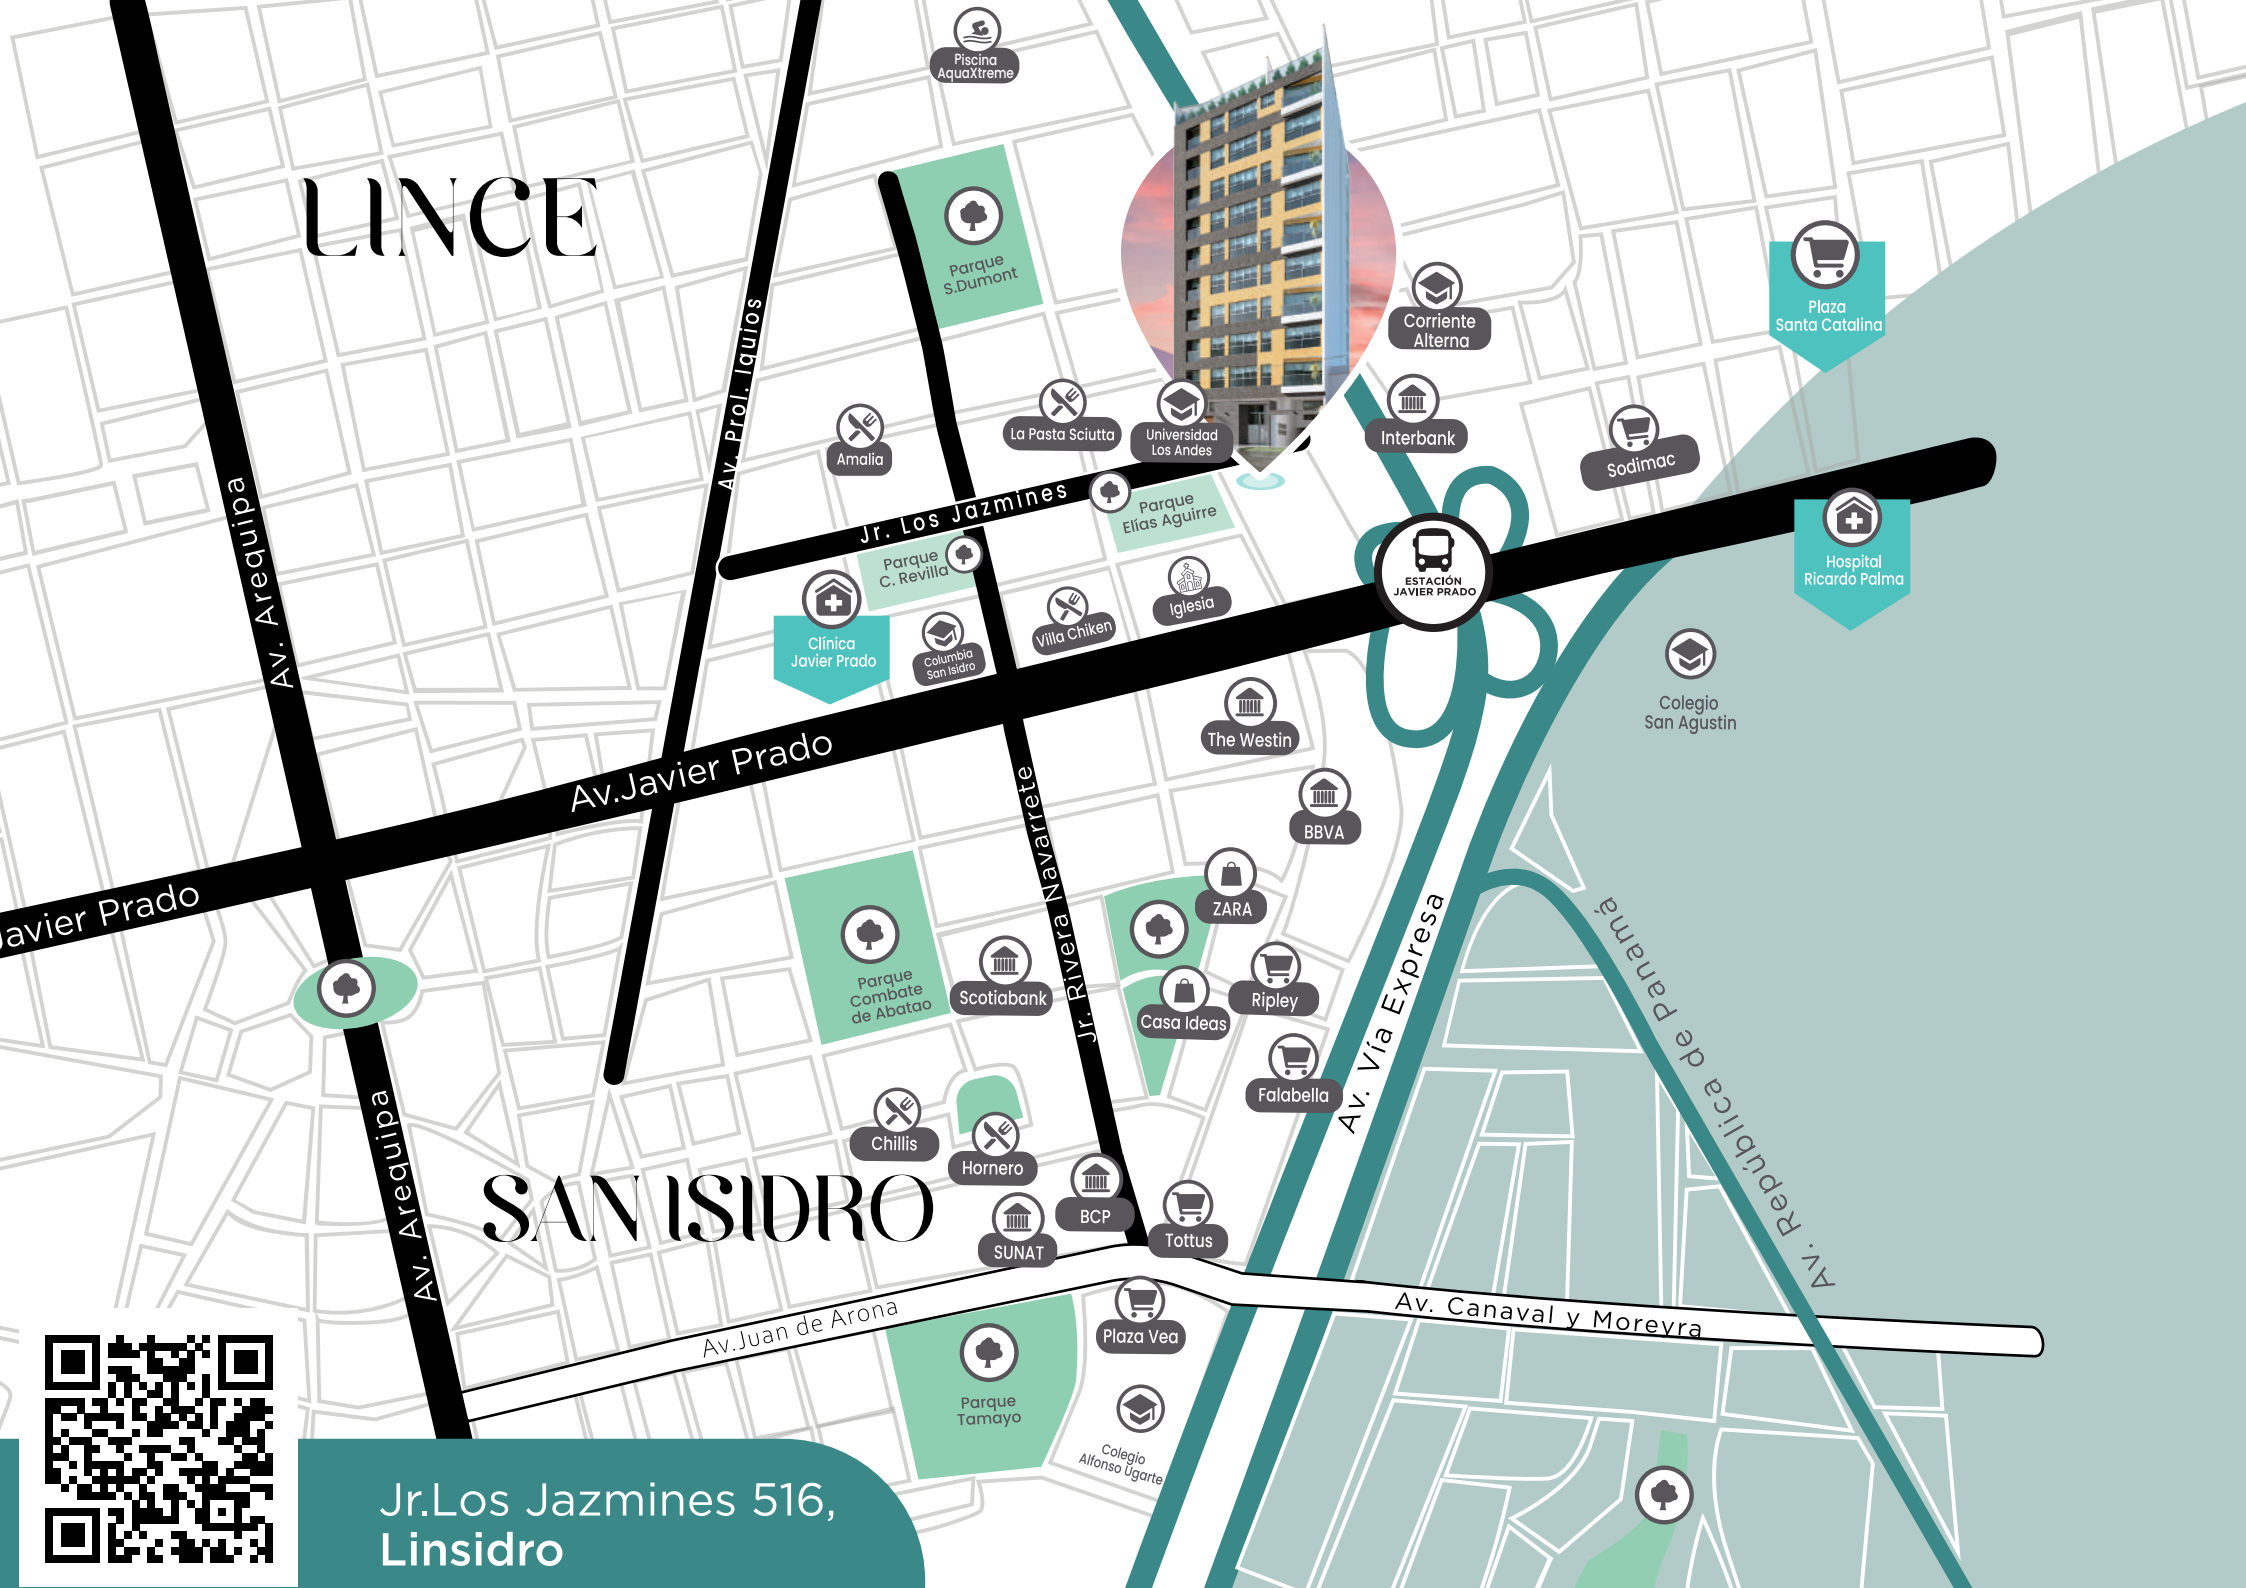 Piscina
AquaXtreme
LINCE
Parque
S.Dumont
Av. Prol. Iquios
Corriente
Alterna
Plaza
Santa Catalina
Amalia
La Pasta Sciutta
Universidad
Los Andes
Interbank
Sodimac
Av. Arequipa
Jr. Los Jazmines
Parque
Elías Aguirre
Parque
C. Revilla
ESTACIÓN
JAVIER PRADO
Hospital
Ricardo Palma
Clínica
Javier Prado
Columbia
San Isidro
Villa Chiken
Iglesia
Colegio
San Agustin
The Westin
Av.Javier Prado
Jr. Rivera Navarrete
BBVA
Javier Prado
ZARA
Parque
Combate
de Abatao
Scotiabank
Casa Ideas
Ripley
Av. Vía Expresa
Av. República de Panamá
Falabella
Av. Arequipa
Chillis
Hornero
SAN ISIDRO
BCP
SUNAT
Tottus
Av.Juan de Arona
Av. Canaval y Moreyra
Plaza Vea
Parque
Tamayo
Colegio
Alfonso Ugarte
Jr.Los Jazmines 516,
Linsidro